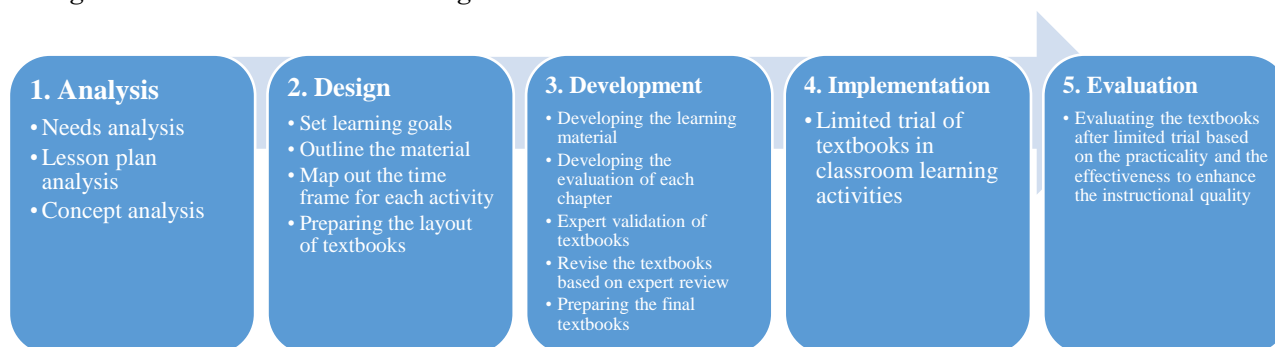 1. Analysis
• Needs analysis
• Lesson plan
analysis
• Concept analysis
2. Design
• Set learning goals
• Outline the material
• Map out the time
frame for each activity
• Preparing the layout
of textbooks
3. Development
• Developing the learning
material
• Developing the
evaluation of each
chapter
• Expert validation of
textbooks
• Revise the textbooks
based on expert review
• Preparing the final
textbooks
4. Implementation
• Limited trial of
textbooks in
classroom learning
activities
5. Evaluation
• Evaluating the textbooks
after limited trial based
on the practicality and the
effectiveness to enhance
the instructional quality